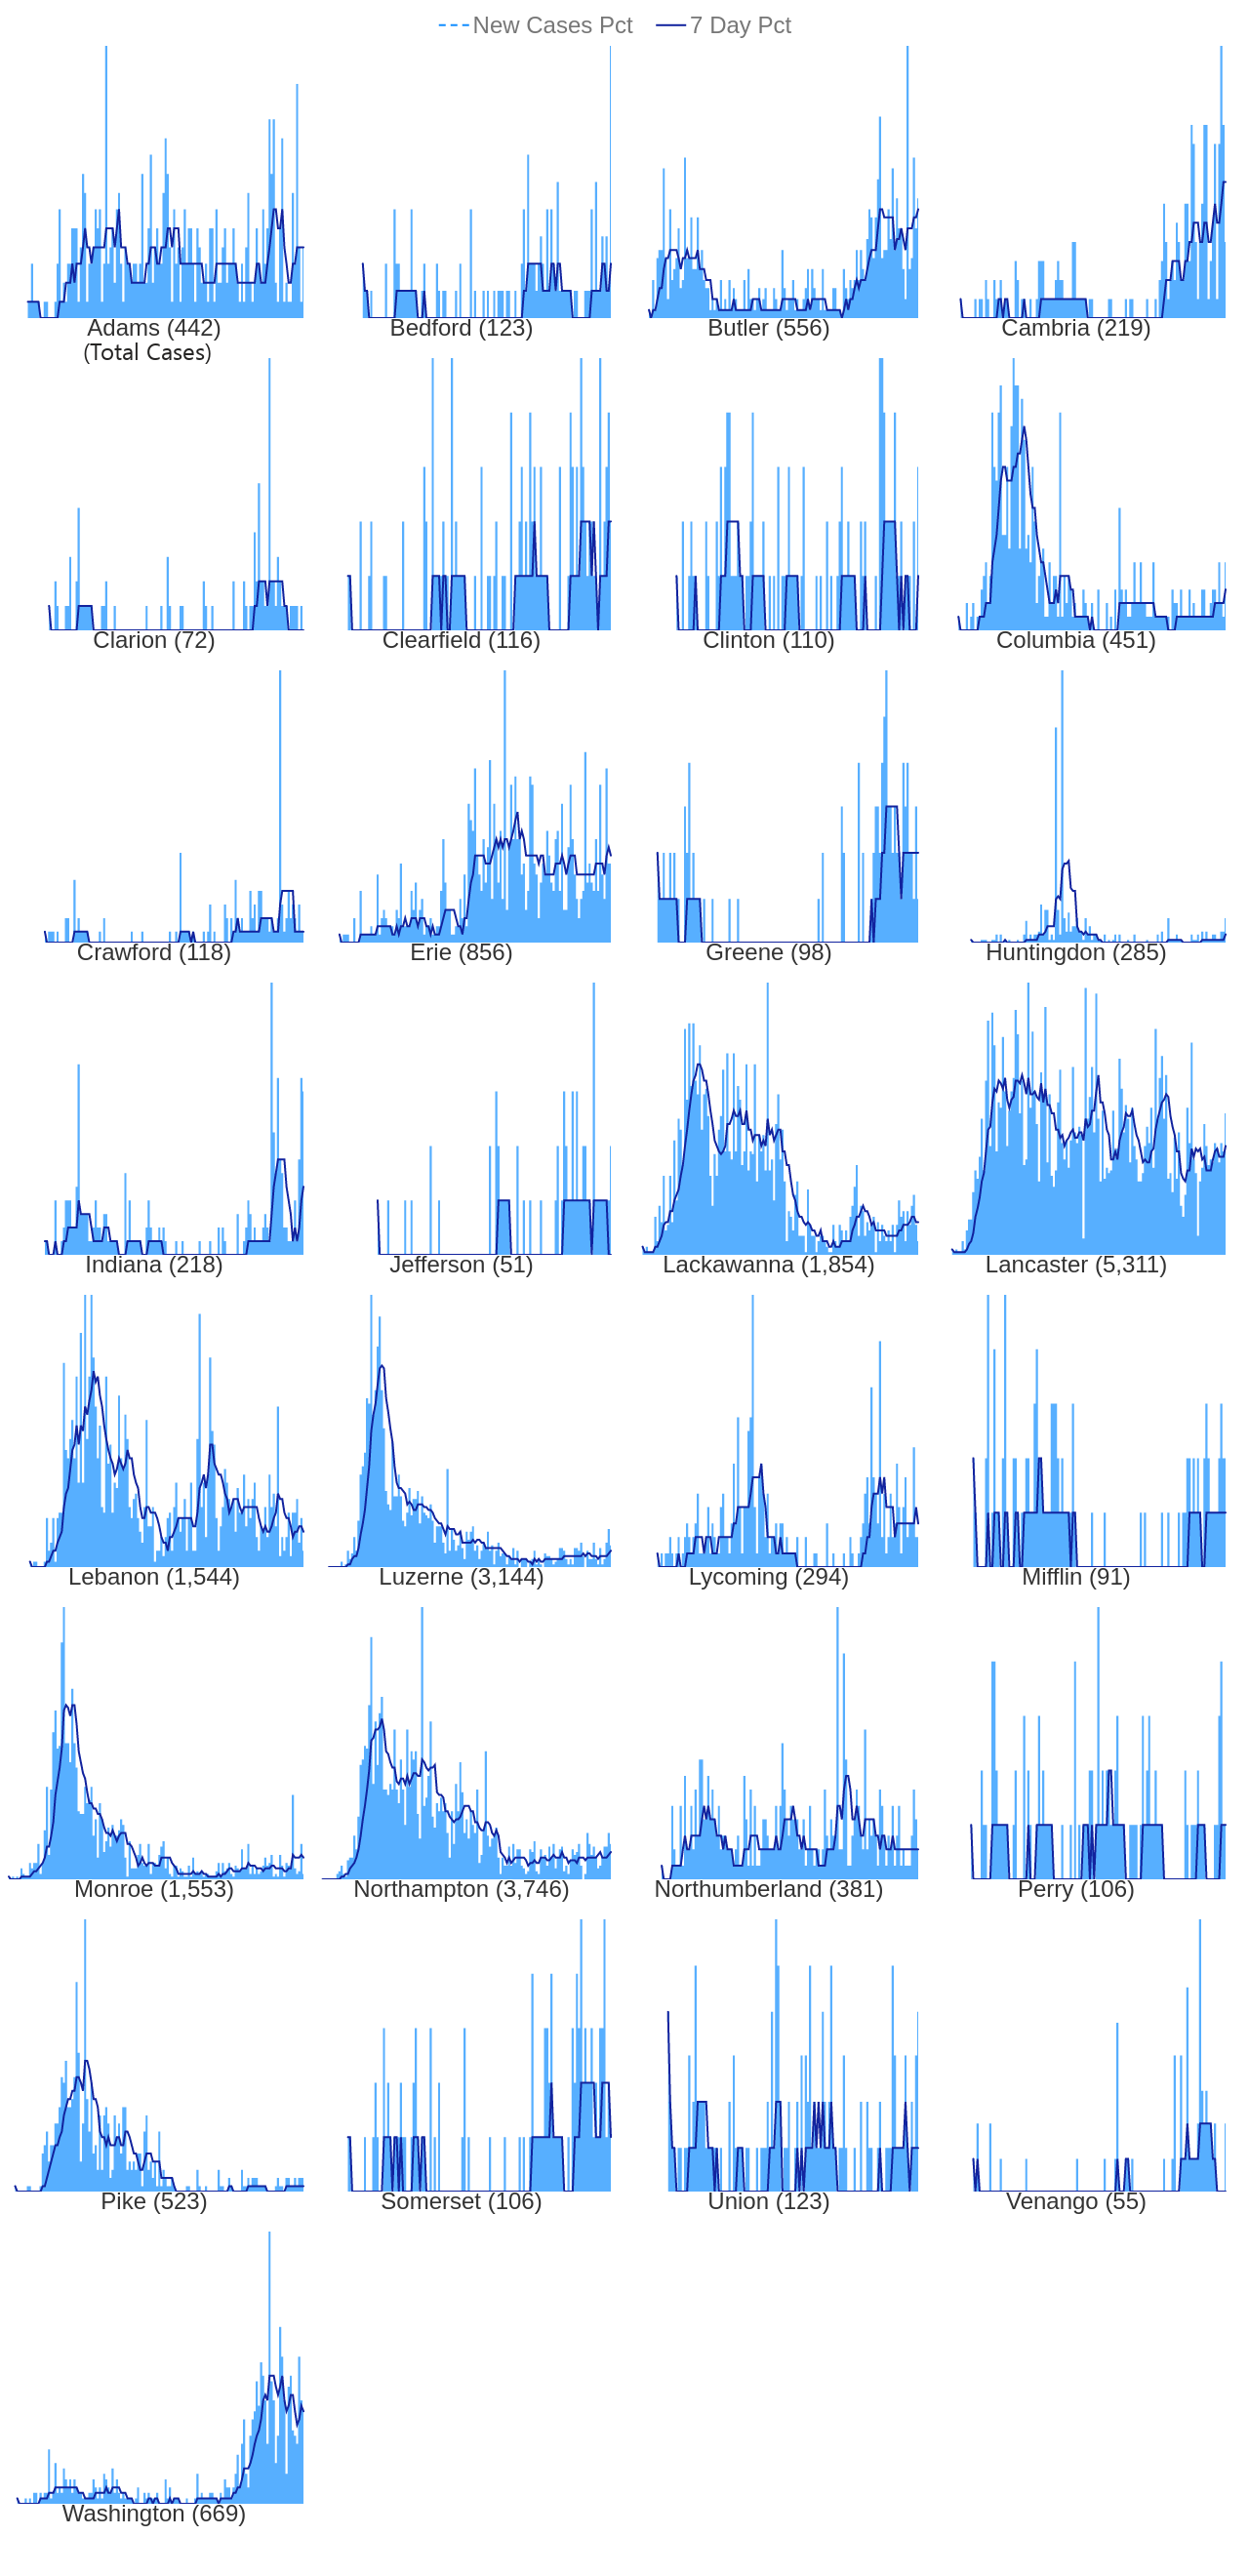 New Cases Pct 7 Day Pct
Adams (442) Bedford (123) Butler (556) Cambria (219)
(Total Cases)
Clarion (72) Clearfield (116) Clinton (110) Columbia (451)
Crawford (118) Erie (856) Greene (98) Huntingdon (285)
Indiana (218) Jefferson (51) Lackawanna (1,854) Lancaster (5,311)
Lebanon (1,544) Luzerne (3,144) Lycoming (294) Mifflin (91)
Monroe (1,553) Northampton (3,746) Northumberland (381) Perry (106)
Pike (523) Somerset (106) Union (123) Venango (55)
Washington (669)